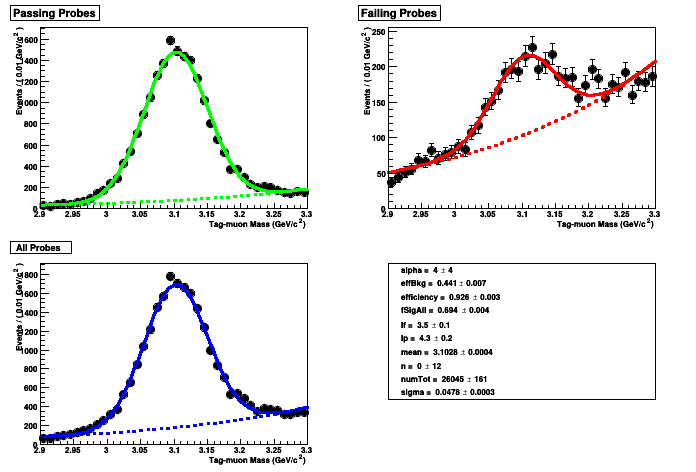 Passing Probes
Events / ( 0.01 GeV/c² )
1600
1400
1200
1000
800
600
400
200
0
2.9 2.95 3 3.05 3.1 3.15 3.2 3.25 3.3
Tag-muon Mass (GeV/c²)
Failing Probes
Events / ( 0.01 GeV/c² )
250
200
150
100
50
0
2.9 2.95 3 3.05 3.1 3.15 3.2 3.25 3.3
Tag-muon Mass (GeV/c²)
All Probes
Events / ( 0.01 GeV/c² )
1800
1600
1400
1200
1000
800
600
400
200
0
2.9 2.95 3 3.05 3.1 3.15 3.2 3.25 3.3
Tag-muon Mass (GeV/c²)
alpha = 4 ± 4
effBkg = 0.441 ± 0.007
efficiency = 0.926 ± 0.003
fSigAll = 0.694 ± 0.004
lf = 3.5 ± 0.1
lp = 4.3 ± 0.2
mean = 3.1028 ± 0.0004
n = 0 ± 12
numTot = 26045 ± 161
sigma = 0.0478 ± 0.0003